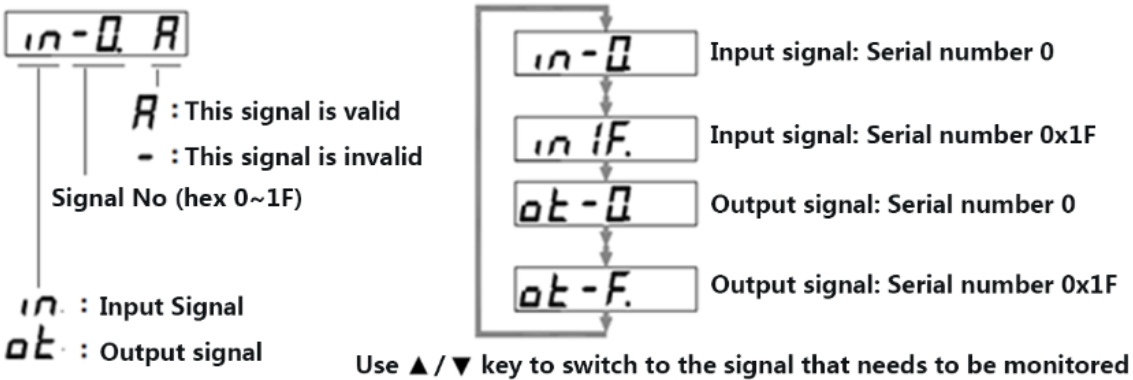 in-0. A
A : This signal is valid
- : This signal is invalid
Signal No (hex 0~1F)
in. : Input Signal
ot : Output signal
in-0. Input signal: Serial number 0
in 1F. Input signal: Serial number 0x1F
ot-0. Output signal: Serial number 0
ot-F. Output signal: Serial number 0x1F
Use ▲/▼ key to switch to the signal that needs to be monitored